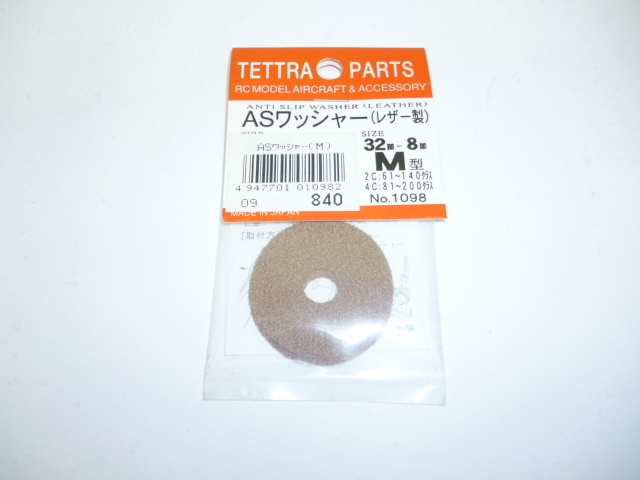 TETTRA PARTS
RC MODEL AIRCRAFT & ACCESSORY
ANTI SLIP WASHER (LEATHER)
ASワッシャー(レザー製)
SIZE
32㎜-8㎜
M型
2C:61~140クラス
4C:81~200クラス
No.1098
ASワッシャー(M)
4 947701 010982
09 840
MADE IN JAPAN
[取付方